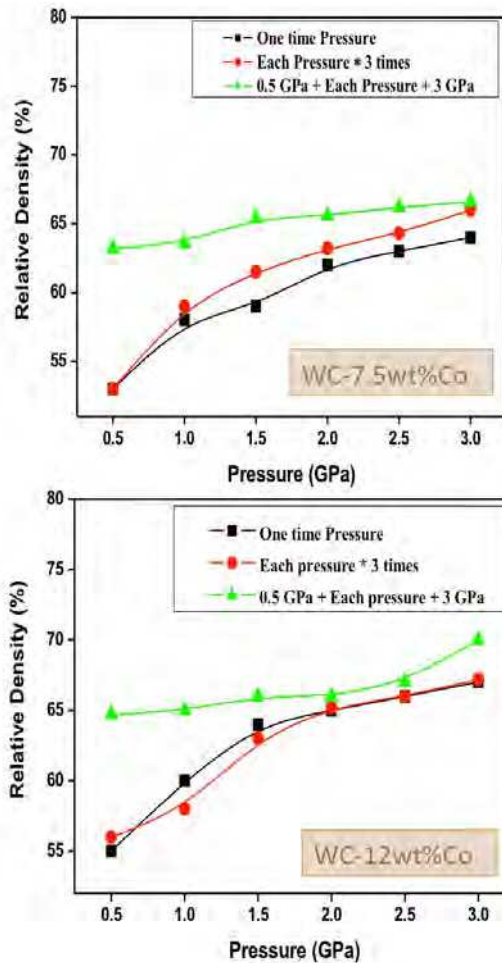 80
75
70
65
60
55
Relative Density (%)
One time Pressure
Each Pressure * 3 times
0.5 GPa + Each Pressure + 3 GPa
WC-7.5wt%Co
0.5 1.0 1.5 2.0 2.5 3.0
Pressure (GPa)
80
75
70
65
60
55
Relative Density (%)
One time Pressure
Each pressure * 3 times
0.5 GPa + Each pressure + 3 GPa
WC-12wt%Co
0.5 1.0 1.5 2.0 2.5 3.0
Pressure (GPa)